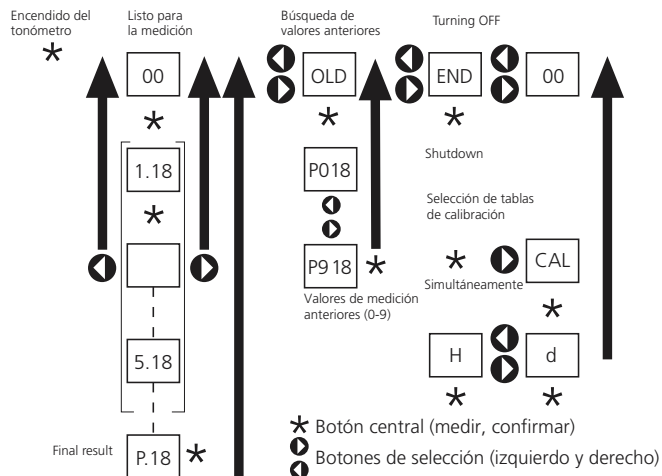 Encendido del
tonómetro
Listo para
la medición
Búsqueda de
valores anteriores
Turning OFF
00
OLD
END
00
1.18
P018
Shutdown
Selección de tablas
de calibración
P9 18
CAL
Simultáneamente
Valores de medición
anteriores (0-9)
5.18
H
d
Final result
P.18
Botón central (medir, confirmar)
Botones de selección (izquierdo y derecho)